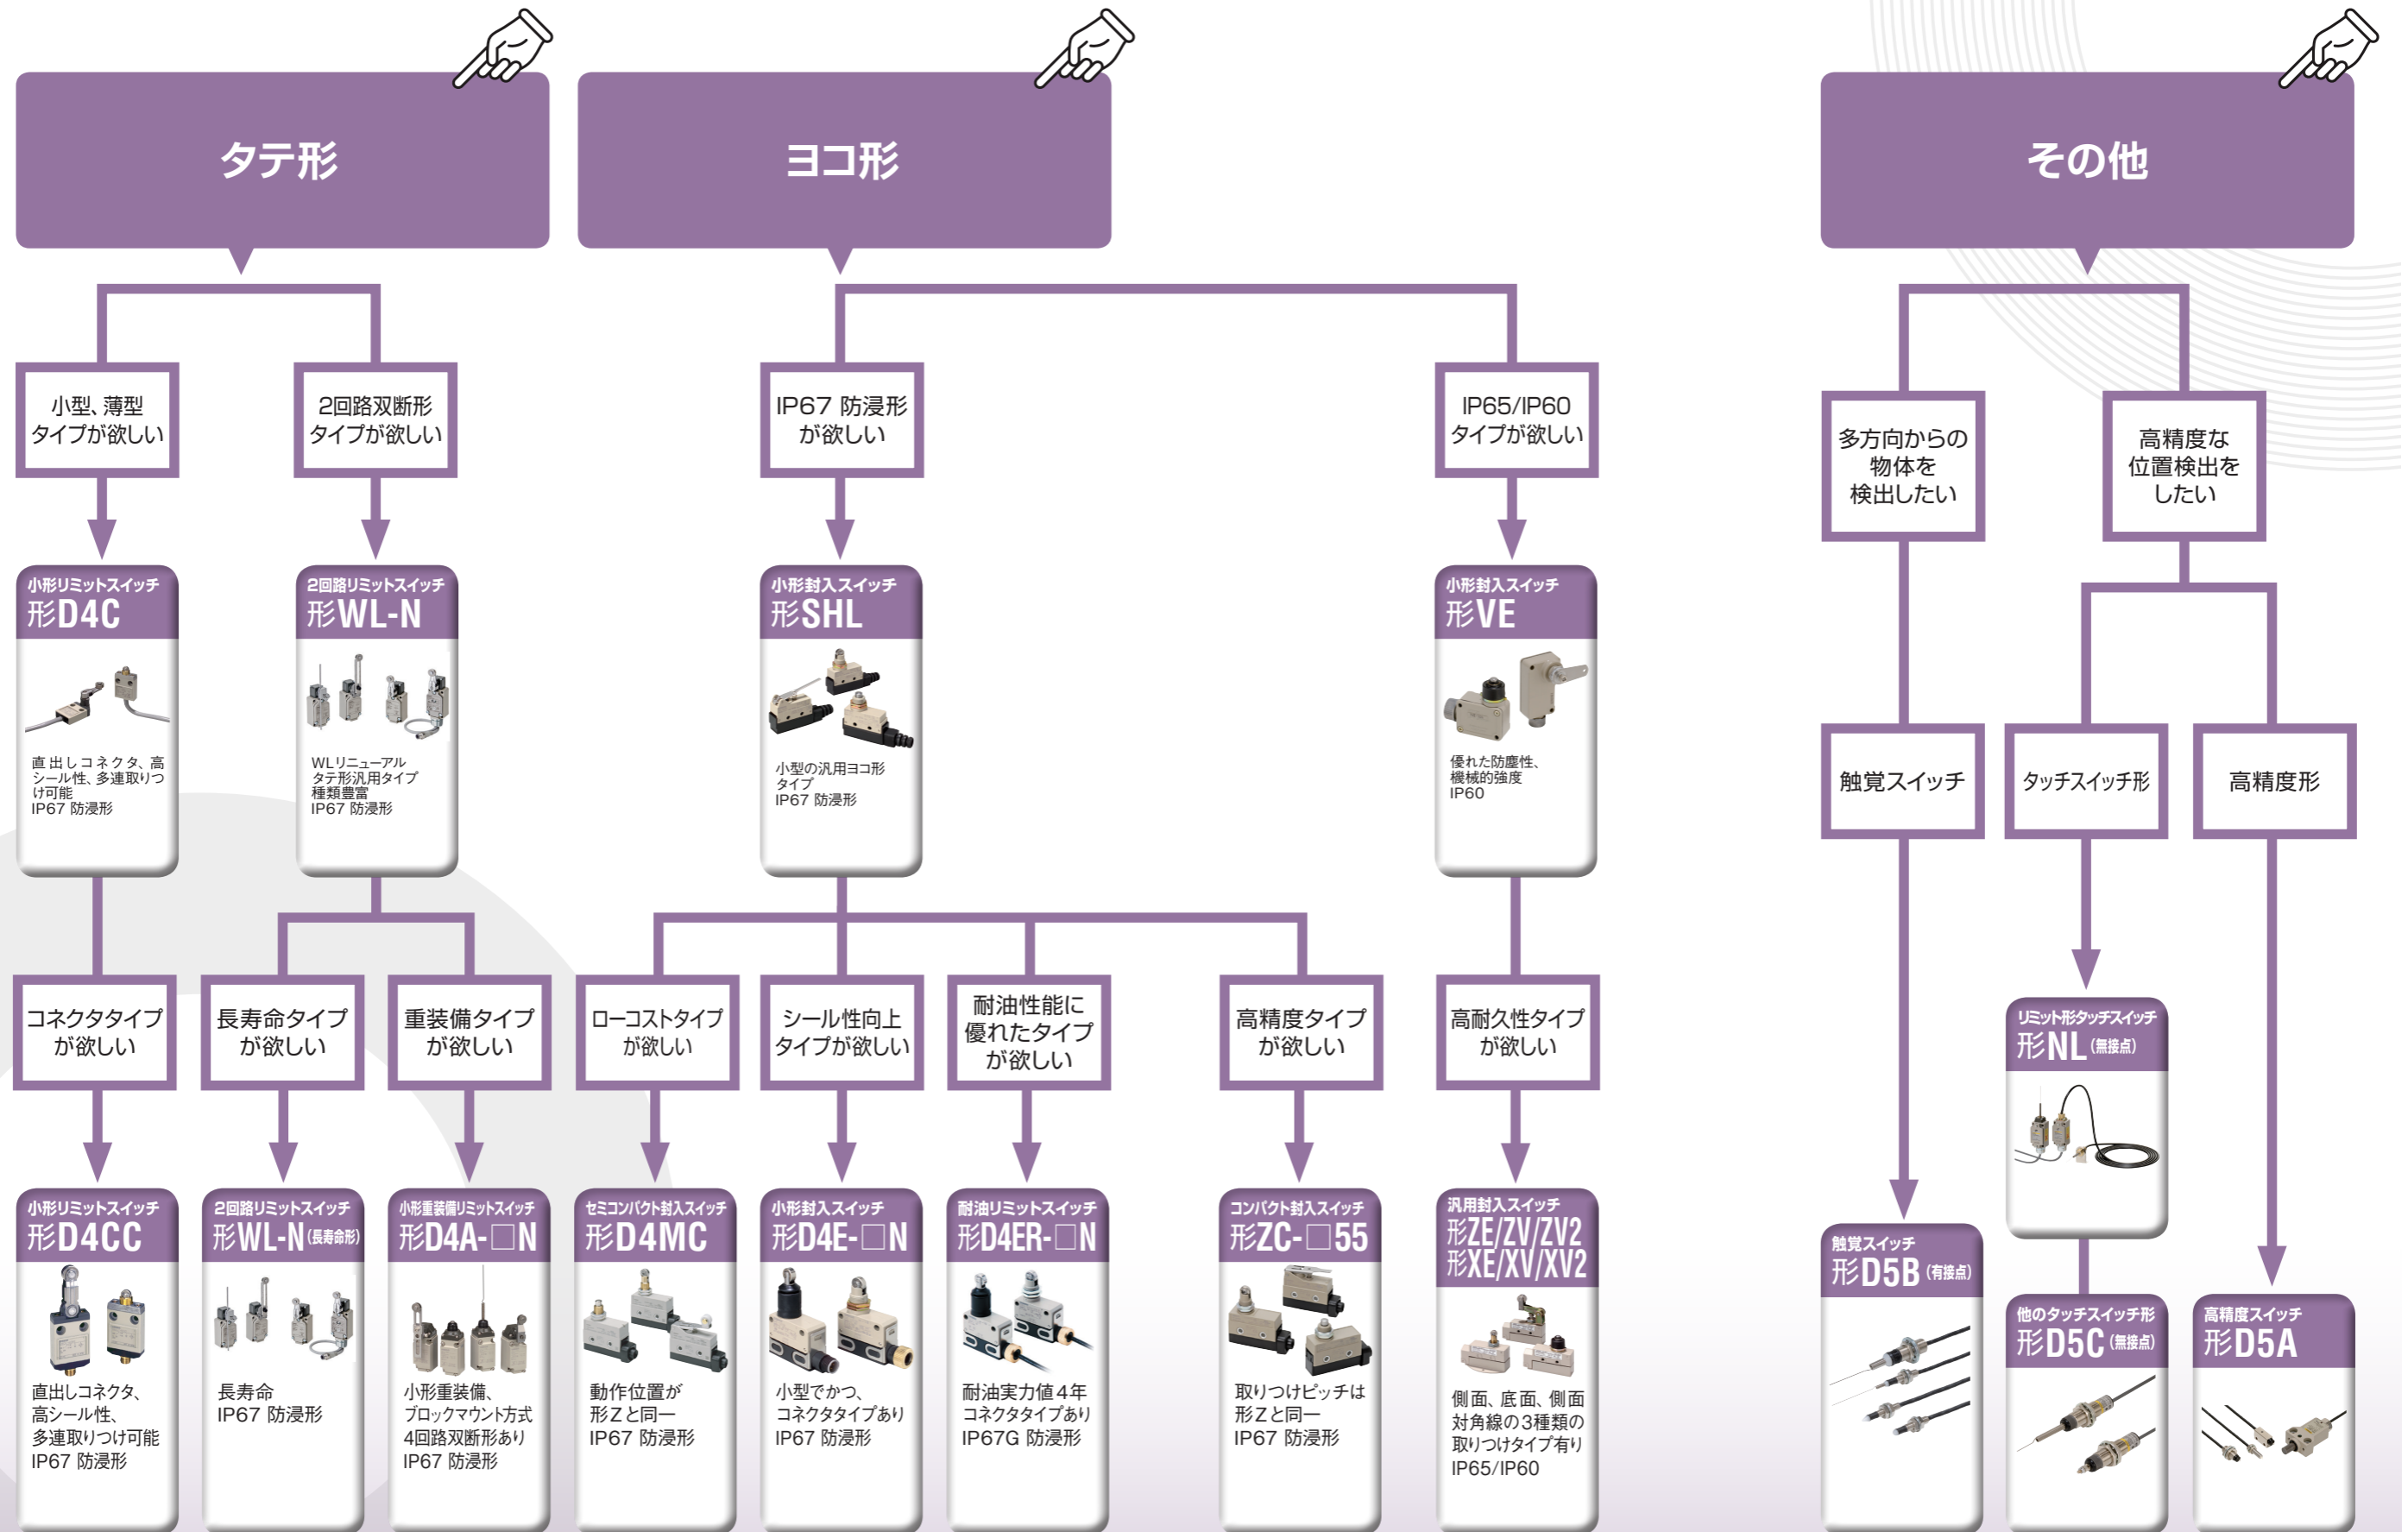 タテ形
ヨコ形
その他
小型、薄型
タイプが欲しい
2回路双断形
タイプが欲しい
IP67 防浸形
が欲しい
IP65/IP60
タイプが欲しい
多方向からの
物体を
検出したい
高精度な
位置検出を
したい
小形リミットスイッチ
形D4C
直出しコネクタ、高
シール性、多連取りつ
け可能
IP67 防浸形
2回路リミットスイッチ
形WL-N
WLリニューアル
タテ形汎用タイプ
種類豊富
IP67 防浸形
小形封入スイッチ
形SHL
小型の汎用ヨコ形
タイプ
IP67 防浸形
小形封入スイッチ
形VE
優れた防塵性、
機械的強度
IP60
触覚スイッチ
タッチスイッチ形
高精度形
コネクタタイプ
が欲しい
長寿命タイプ
が欲しい
重装備タイプ
が欲しい
ローコストタイプ
が欲しい
シール性向上
タイプが欲しい
耐油性能に
優れたタイプ
が欲しい
高精度タイプ
が欲しい
高耐久性タイプ
が欲しい
リミット形タッチスイッチ
形NL(無接点)
小形リミットスイッチ
形D4CC
直出しコネクタ、
高シール性、
多連取りつけ可能
IP67 防浸形
2回路リミットスイッチ
形WL-N(長寿命形)
長寿命
IP67 防浸形
小形重装備リミットスイッチ
形D4A-□N
小形重装備、
ブロックマウント方式
4回路双断形あり
IP67 防浸形
セミコンパクト封入スイッチ
形D4MC
動作位置が
形Zと同一
IP67 防浸形
小形封入スイッチ
形D4E-□N
小型でかつ、
コネクタタイプあり
IP67 防浸形
耐油リミットスイッチ
形D4ER-□N
耐油実力値4年
コネクタタイプあり
IP67G 防浸形
コンパクト封入スイッチ
形ZC-□55
取りつけピッチは
形Zと同一
IP67 防浸形
汎用封入スイッチ
形ZE/ZV/ZV2
形XE/XV/XV2
側面、底面、側面
対角線の3種類の
取りつけタイプ有り
IP65/IP60
触覚スイッチ
形D5B(有接点)
他のタッチスイッチ形
形D5C(無接点)
高精度スイッチ
形D5A